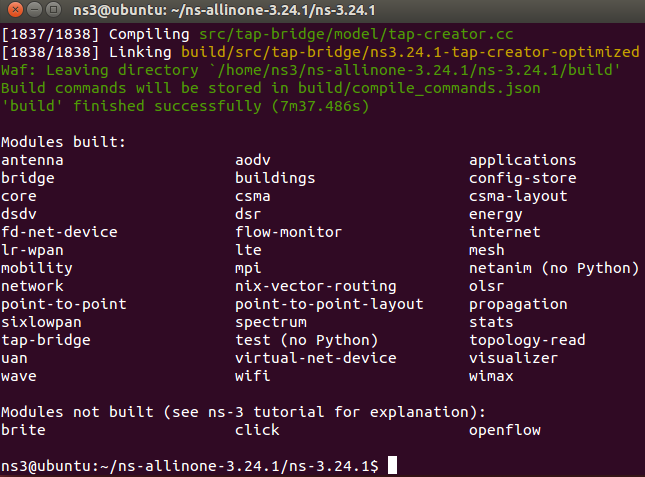 ns3@ubuntu: ~/ns-allinone-3.24.1/ns-3.24.1
[1837/1838] Compiling src/tap-bridge/model/tap-creator.cc
[1838/1838] Linking build/src/tap-bridge/ns3.24.1-tap-creator-optimized
Waf: Leaving directory `/home/ns3/ns-allinone-3.24.1/ns-3.24.1/build'
Build commands will be stored in build/compile_commands.json
'build' finished successfully (7m37.486s)
Modules built:
antenna aodv applications
bridge buildings config-store
core csma csma-layout
dsdv dsr energy
fd-net-device flow-monitor internet
lr-wpan lte mesh
mobility mpi netanim (no Python)
network nix-vector-routing olsr
point-to-point point-to-point-layout propagation
sixlowpan spectrum stats
tap-bridge test (no Python) topology-read
uan virtual-net-device visualizer
wave wifi wimax
Modules not built (see ns-3 tutorial for explanation):
brite click openflow
ns3@ubuntu:~/ns-allinone-3.24.1/ns-3.24.1$